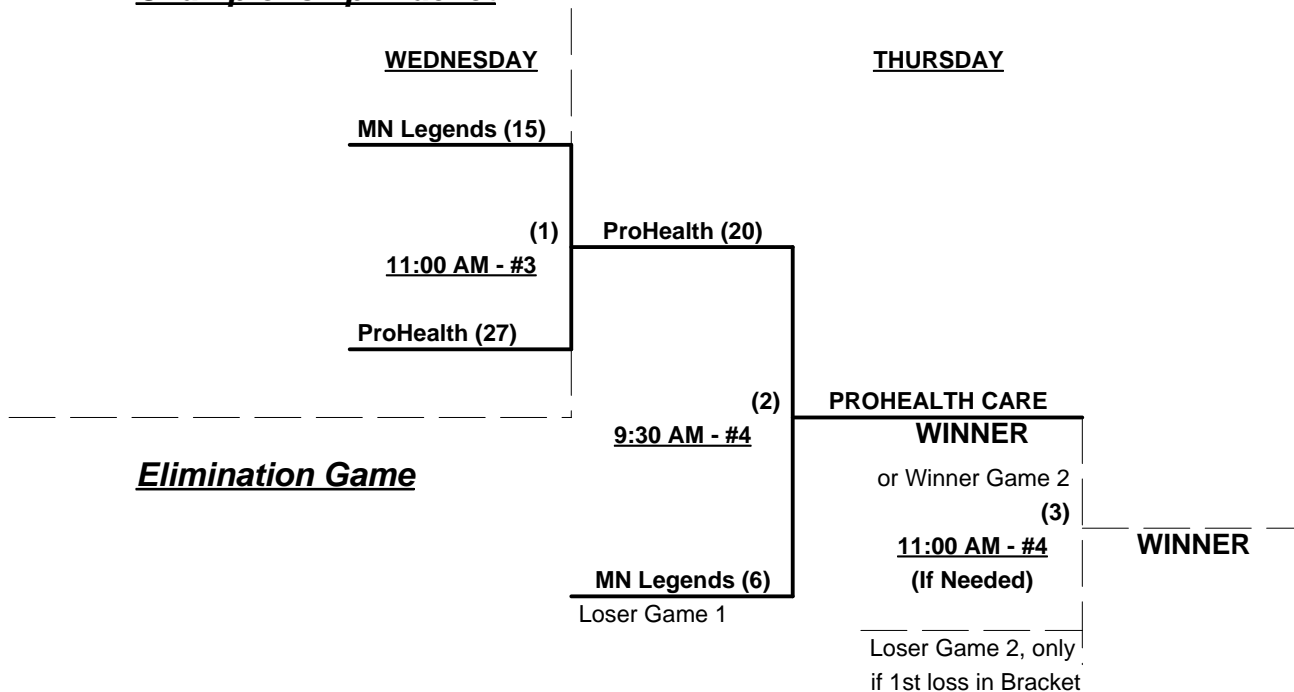 WEDNESDAY
THURSDAY
MN Legends (15)
(1)
ProHealth (20)
11:00 AM - #3
ProHealth (27)
(2)
PROHEALTH CARE
9:30 AM - #4
WINNER
Elimination Game
or Winner Game 2
(3)
11:00 AM - #4
WINNER
(If Needed)
MN Legends (6)
Loser Game 1
Loser Game 2, only
if 1st loss in Bracket